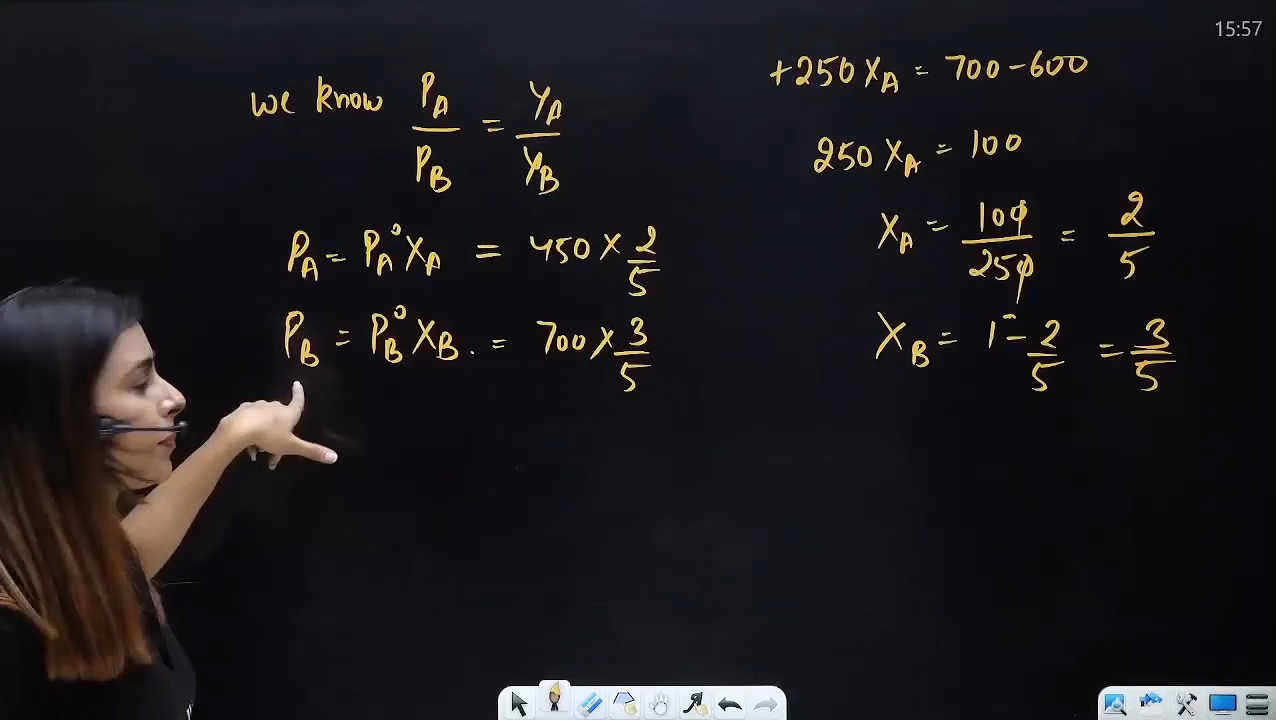 15:57
we know P_A/P_B = Y_A/Y_B
P_A = P_A° X_A = 450 × 2/5
P_B = P_B° X_B . = 700 × 3/5
+250 X_A = 700 - 600
250 X_A = 100
X_A = 100/250 = 2/5
X_B = 1 - 2/5 = 3/5